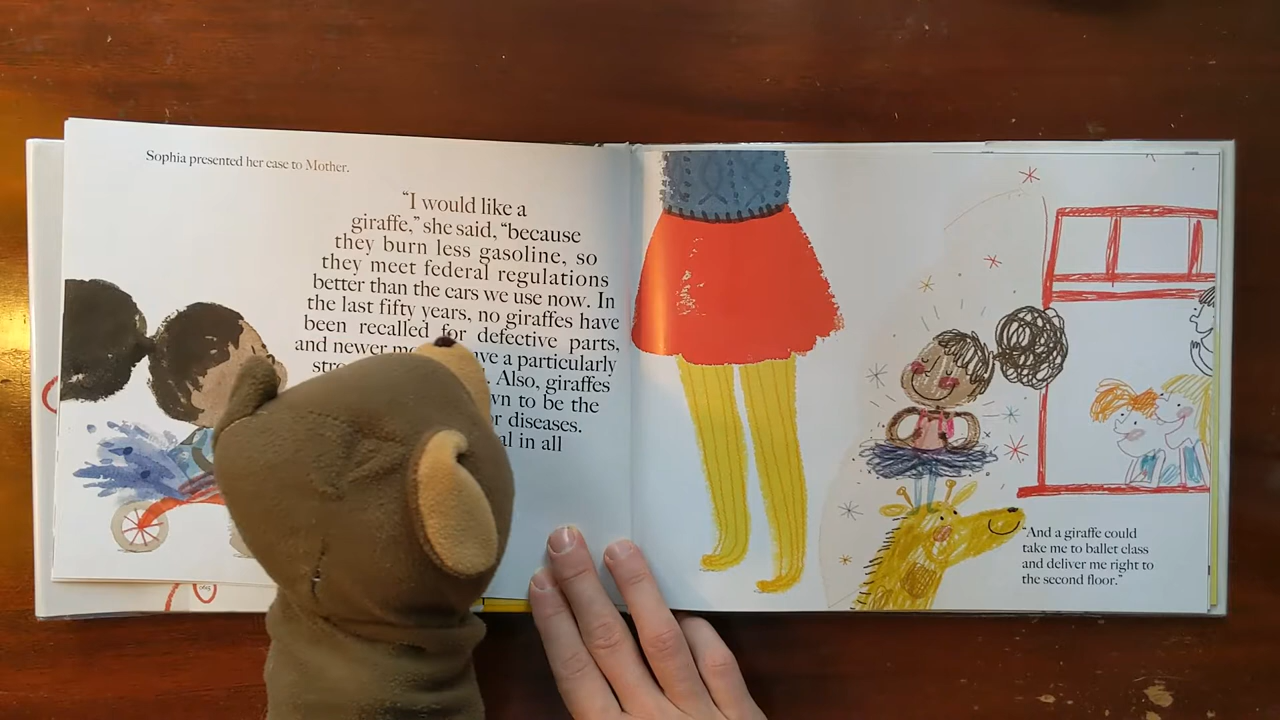 Sophia presented her case to Mother.
“I would like a
giraffe,” she said, “because
they burn less gasoline, so
they meet federal regulations
better than the cars we use now. In
the last fifty years, no giraffes have
been recalled for defective parts,
and newer have a particularly
Also, giraffes
to be the
or diseases.
in all
“And a giraffe could
take me to ballet class
and deliver me right to
the second floor.”